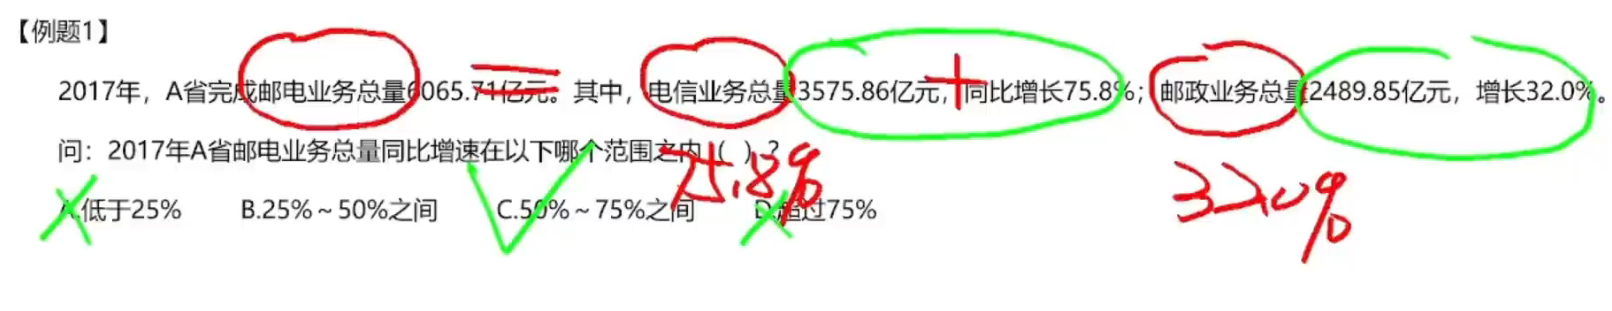 【例题1】
2017年，A省完成邮电业务总量6065.71亿元。其中，电信业务总量3575.86亿元，同比增长75.8%；邮政业务总量2489.85亿元，增长32.0%。
问：2017年A省邮电业务总量同比增速在以下哪个范围之内（ ）？
75.8%
32.0%
A.低于25% B.25%～50%之间 C.50%～75%之间 D.超过75%